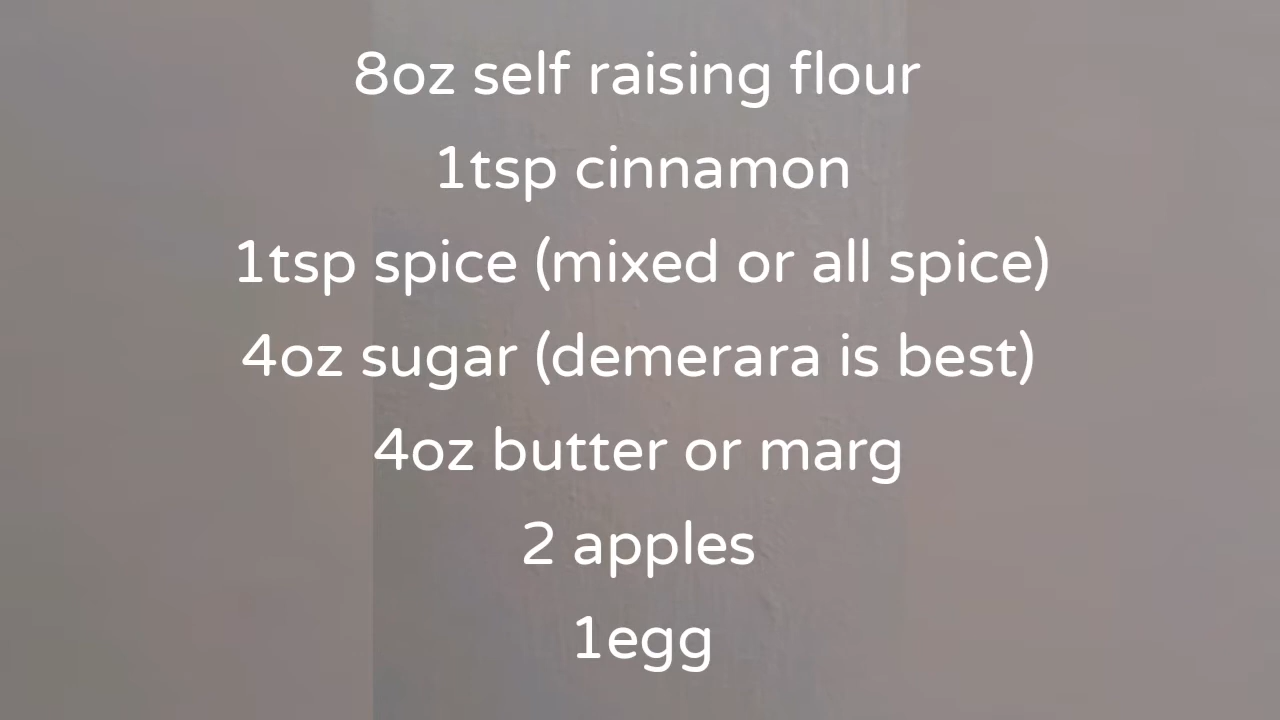 8oz self raising flour
1tsp cinnamon
1tsp spice (mixed or all spice)
4oz sugar (demerara is best)
4oz butter or marg
2 apples
1egg